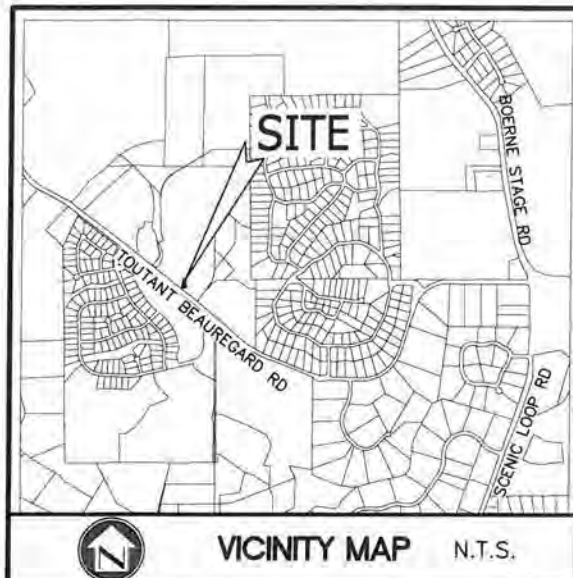 SITE
BOERNE STAGE RD
TOUTANT BEAUREGARD RD
SCENIC LOOP RD
N
VICINITY MAP N.T.S.